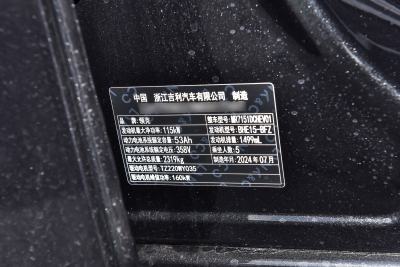 中国 浙江吉利汽车有限公司 制造
品牌：领克 整车型号：MR7151DCHEV01
发动机最大净功率：115kW 发动机型号：BHE15-BFZ
动力电池系统额定容量：53Ah 发动机排量：1499mL
动力电池系统额定电压：358V 乘坐人数：5
最大允许总质量：2319kg 制造年月：2024年07月
驱动电机型号：TZ220XY035
驱动电机峰值功率：160kW